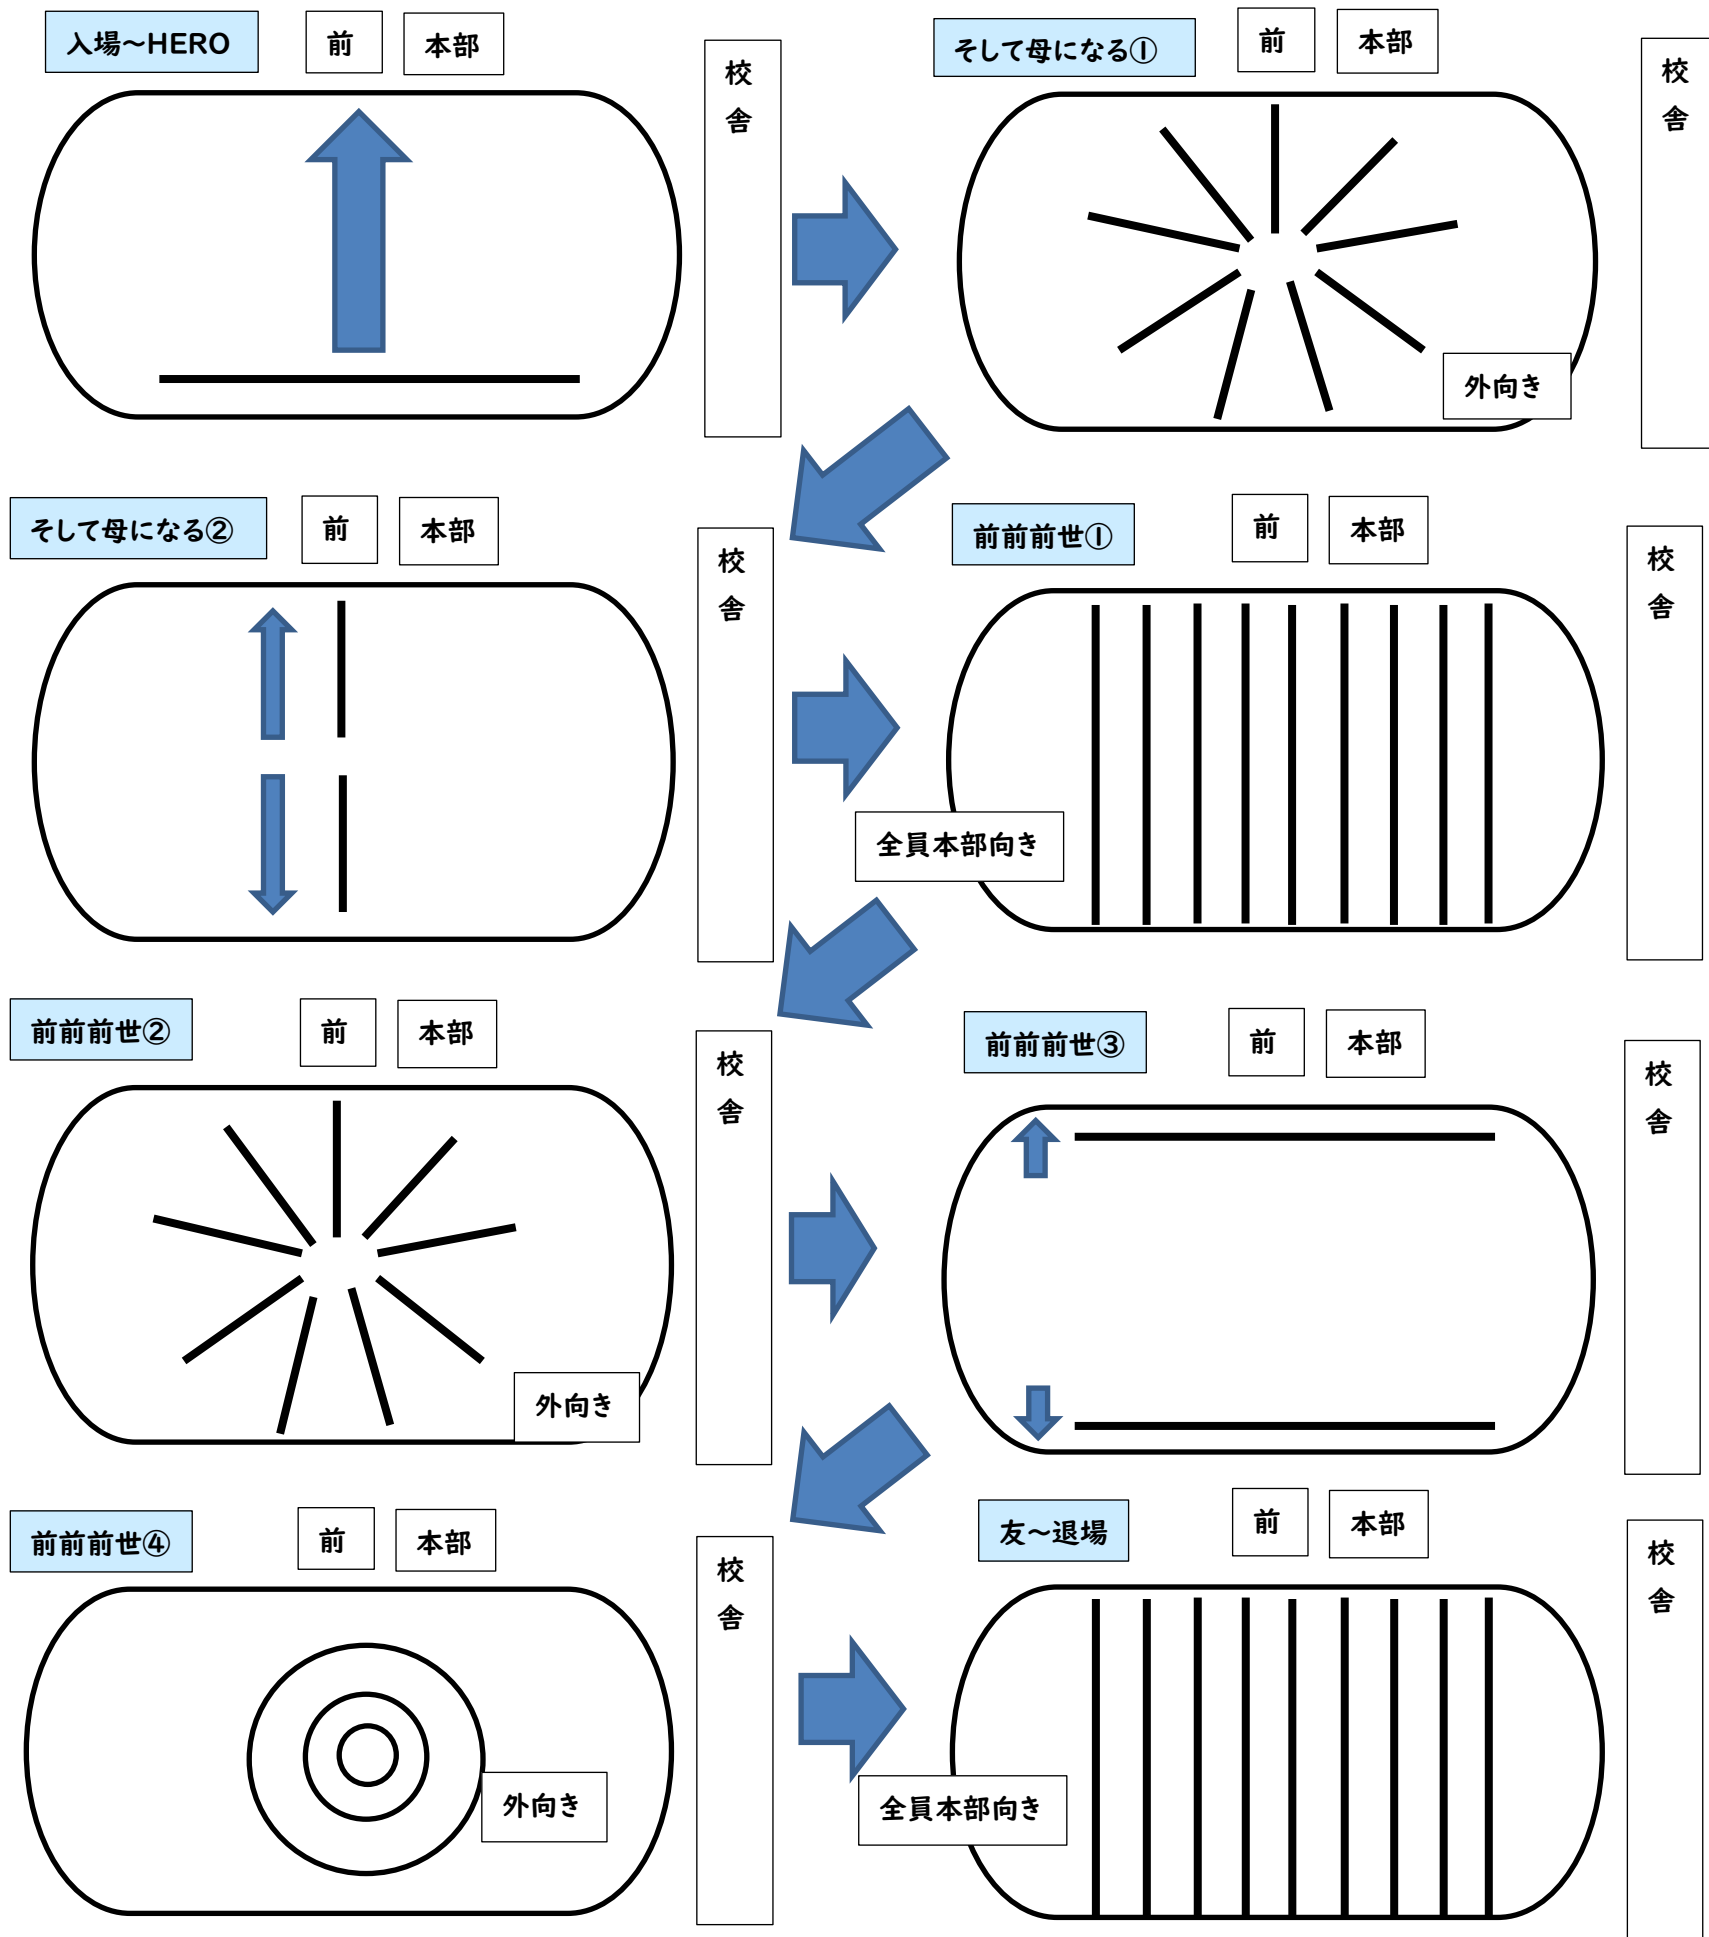 入場～HERO
前
本部
校
舎
そして母になる①
前
本部
校
舎
外向き
そして母になる②
前
本部
校
舎
前前前世①
前
本部
校
舎
全員本部向き
前前前世②
前
本部
校
舎
外向き
前前前世③
前
本部
校
舎
前前前世④
前
本部
校
舎
外向き
友～退場
前
本部
校
舎
全員本部向き